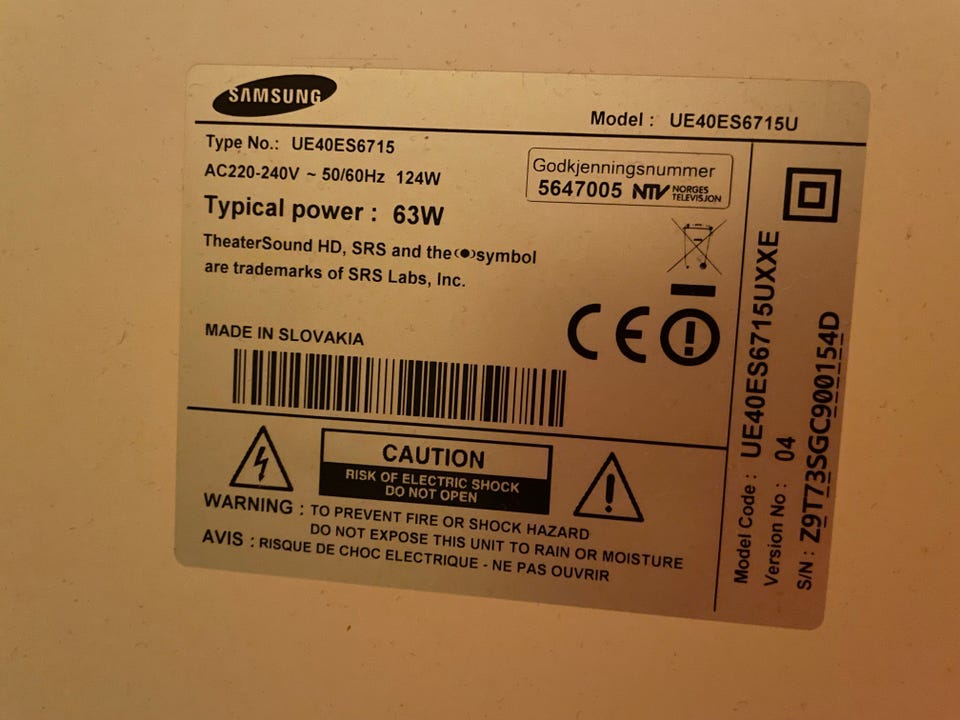 SAMSUNG
Model : UE40ES6715U
Type No.: UE40ES6715
AC220-240V ~ 50/60Hz 124W
Typical power : 63W
Godkjenningsnummer
5647005 NTV NORGES
TELEVISJON
TheaterSound HD, SRS and the (●) symbol
are trademarks of SRS Labs, Inc.
MADE IN SLOVAKIA
CE
CAUTION
RISK OF ELECTRIC SHOCK
DO NOT OPEN
WARNING : TO PREVENT FIRE OR SHOCK HAZARD
DO NOT EXPOSE THIS UNIT TO RAIN OR MOISTURE
AVIS : RISQUE DE CHOC ELECTRIQUE - NE PAS OUVRIR
Model Code : UE40ES6715UXXE
Version No : 04
S/N : Z9T73SGC900154D